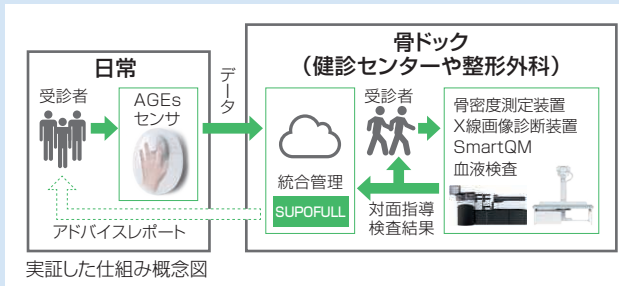 日常
受診者
AGEs
センサ
データ
骨ドック
（健診センターや整形外科）
統合管理
SUPOFULL
受診者
対面指導
検査結果
骨密度測定装置
X線画像診断装置
SmartQM
血液検査
アドバイスレポート
実証した仕組み概念図